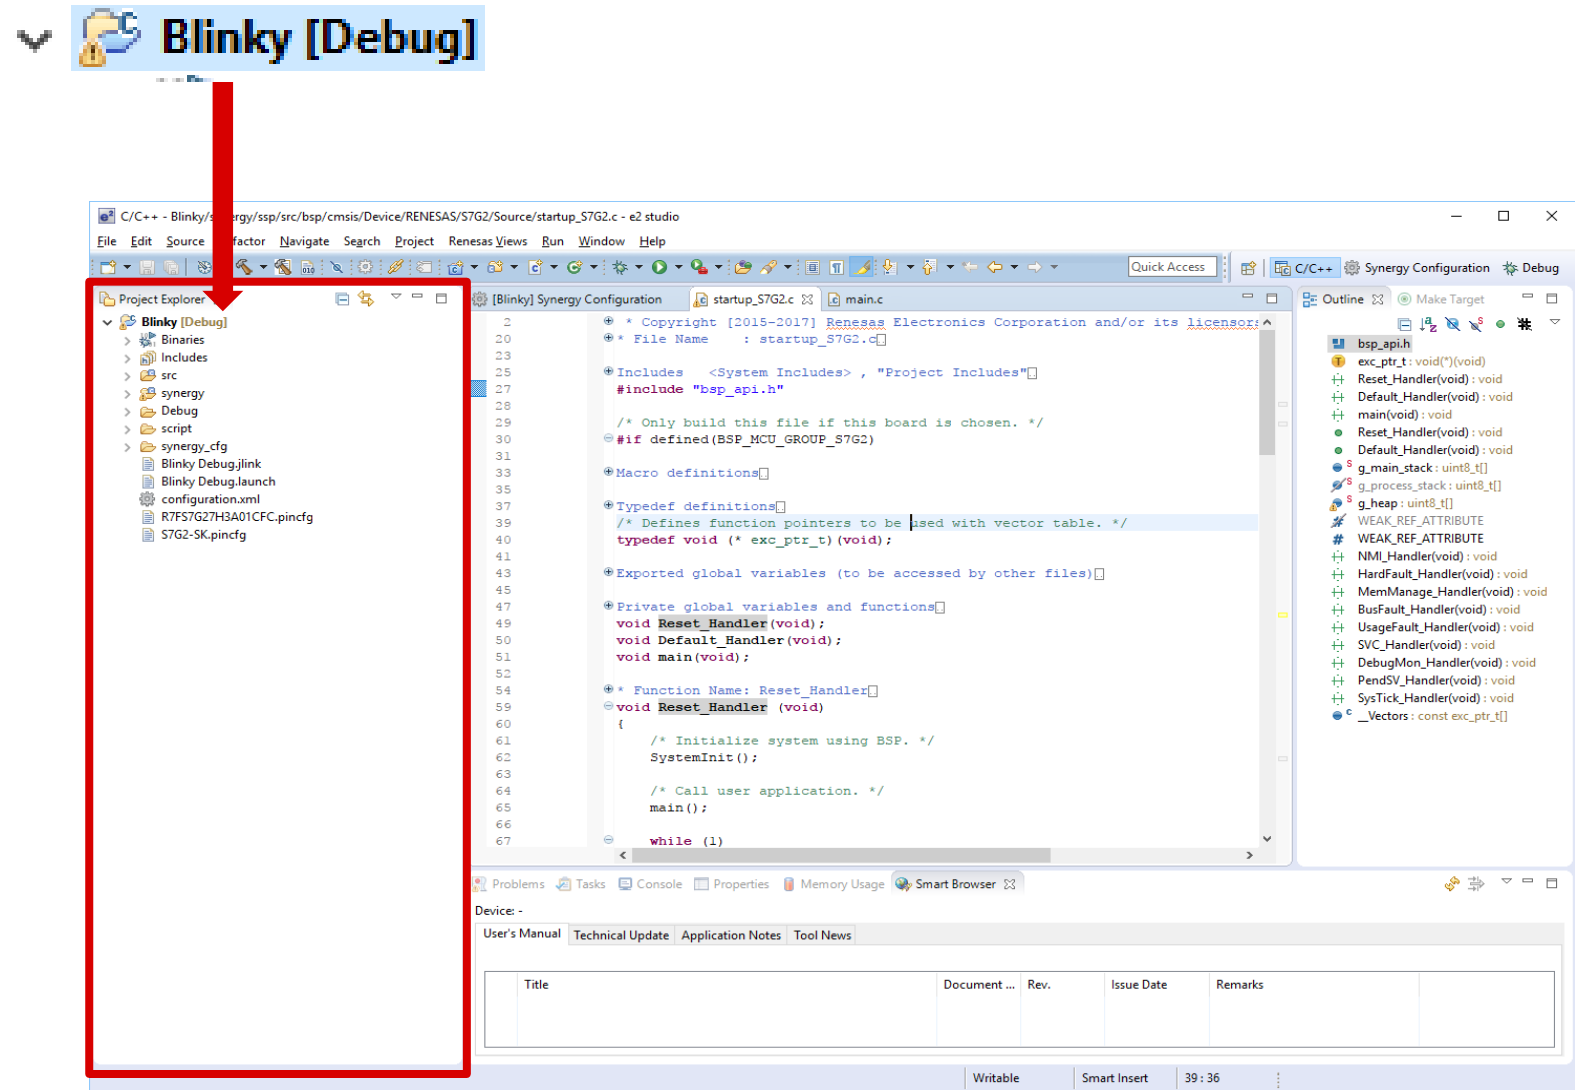 Blinky [Debug]
C/C++ - Blinky/s ergy/ssp/src/bsp/cmsis/Device/RENESAS/S7G2/Source/startup_S7G2.c - e2 studio
File Edit Source factor Navigate Search Project Renesas Views Run Window Help
Quick Access C/C++ Synergy Configuration Debug
Project Explorer
Blinky [Debug]
Binaries
Includes
src
synergy
Debug
script
synergy_cfg
Blinky Debug.jlink
Blinky Debug.launch
configuration.xml
R7FS7G27H3A01CFC.pincfg
S7G2-SK.pincfg
[Blinky] Synergy Configuration startup_S7G2.c main.c
2 * Copyright [2015-2017] Renesas Electronics Corporation and/or its licensors
20 * File Name : startup_S7G2.c
23
25 Includes <System Includes> , "Project Includes"
27 #include "bsp_api.h"
28
29 /* Only build this file if this board is chosen. */
30 #if defined(BSP_MCU_GROUP_S7G2)
31
33 Macro definitions
35
37 Typedef definitions
39 /* Defines function pointers to be used with vector table. */
40 typedef void (* exc_ptr_t)(void);
41
43 Exported global variables (to be accessed by other files)
45
47 Private global variables and functions
49 void Reset_Handler(void);
50 void Default_Handler(void);
51 void main(void);
52
54 * Function Name: Reset_Handler
59 void Reset_Handler (void)
60 {
61 /* Initialize system using BSP. */
62 SystemInit();
63
64 /* Call user application. */
65 main();
66
67 while (1)
Outline Make Target
bsp_api.h
exc_ptr_t : void(*)(void)
Reset_Handler(void) : void
Default_Handler(void) : void
main(void) : void
Reset_Handler(void) : void
Default_Handler(void) : void
g_main_stack : uint8_t[]
g_process_stack : uint8_t[]
g_heap : uint8_t[]
WEAK_REF_ATTRIBUTE
WEAK_REF_ATTRIBUTE
NMI_Handler(void) : void
HardFault_Handler(void) : void
MemManage_Handler(void) : void
BusFault_Handler(void) : void
UsageFault_Handler(void) : void
SVC_Handler(void) : void
DebugMon_Handler(void) : void
PendSV_Handler(void) : void
SysTick_Handler(void) : void
__Vectors : const exc_ptr_t[]
Problems Tasks Console Properties Memory Usage Smart Browser
Device: -
User's Manual Technical Update Application Notes Tool News
Title Document ... Rev. Issue Date Remarks
Writable Smart Insert 39 : 36